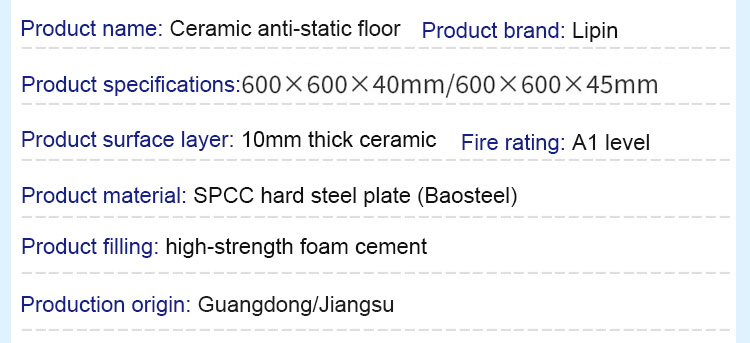 Product name: Ceramic anti-static floor Product brand: Lipin
Product specifications:600×600×40mm/600×600×45mm
Product surface layer: 10mm thick ceramic Fire rating: A1 level
Product material: SPCC hard steel plate (Baosteel)
Product filling: high-strength foam cement
Production origin: Guangdong/Jiangsu